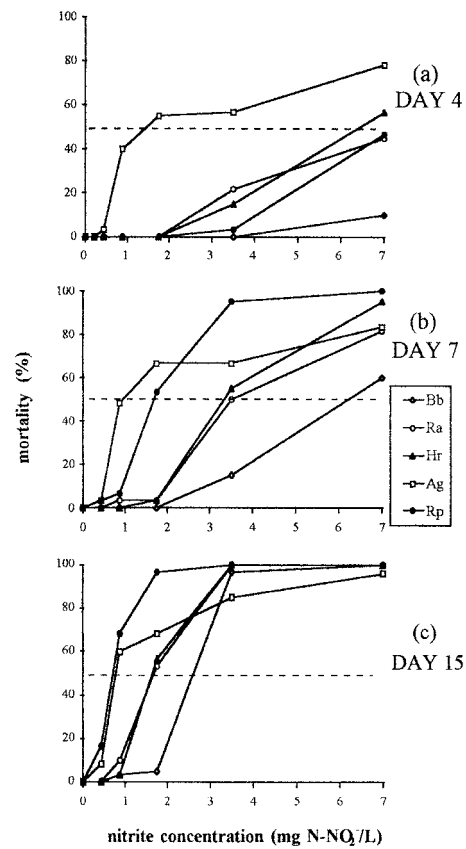 100
80
60
40
20
0
0 1 2 3 4 5 6 7
(a)
DAY 4
100
80
60
40
20
0
0 1 2 3 4 5 6 7
(b)
DAY 7
mortality (%)
Bb
Ra
Hr
Ag
Rp
100
80
60
40
20
0
0 1 2 3 4 5 6 7
(c)
DAY 15
nitrite concentration (mg N-NO₂⁻/L)